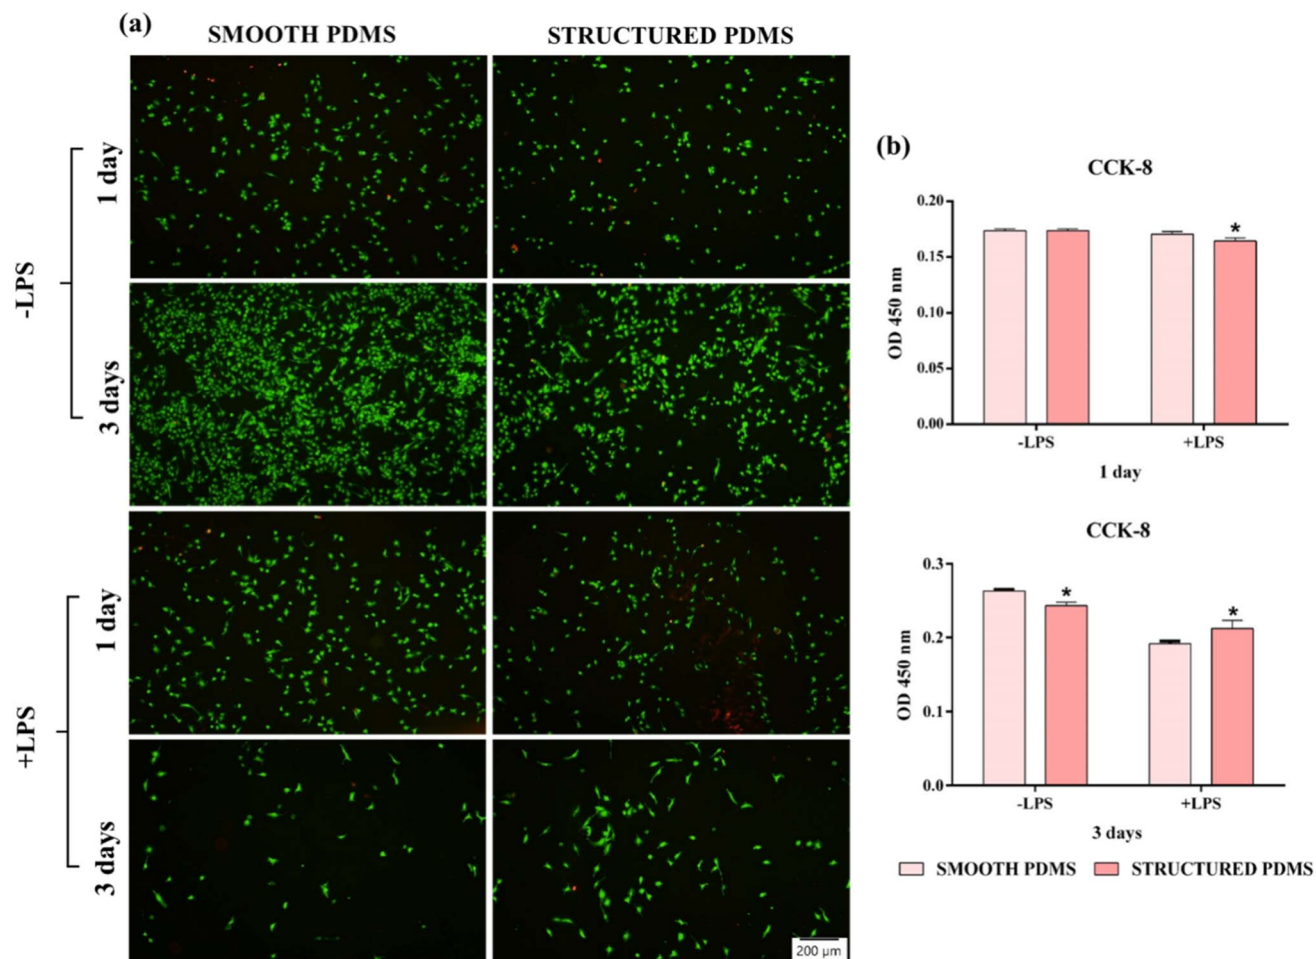 (a)
SMOOTH PDMS
STRUCTURED PDMS
-LPS
1 day
3 days
+LPS
1 day
3 days
200 μm
(b)
CCK-8
OD 450 nm
0.20
0.15
0.10
0.05
0.00
*
-LPS
+LPS
1 day
CCK-8
OD 450 nm
0.3
0.2
0.1
0.0
*
*
-LPS
+LPS
3 days
SMOOTH PDMS
STRUCTURED PDMS